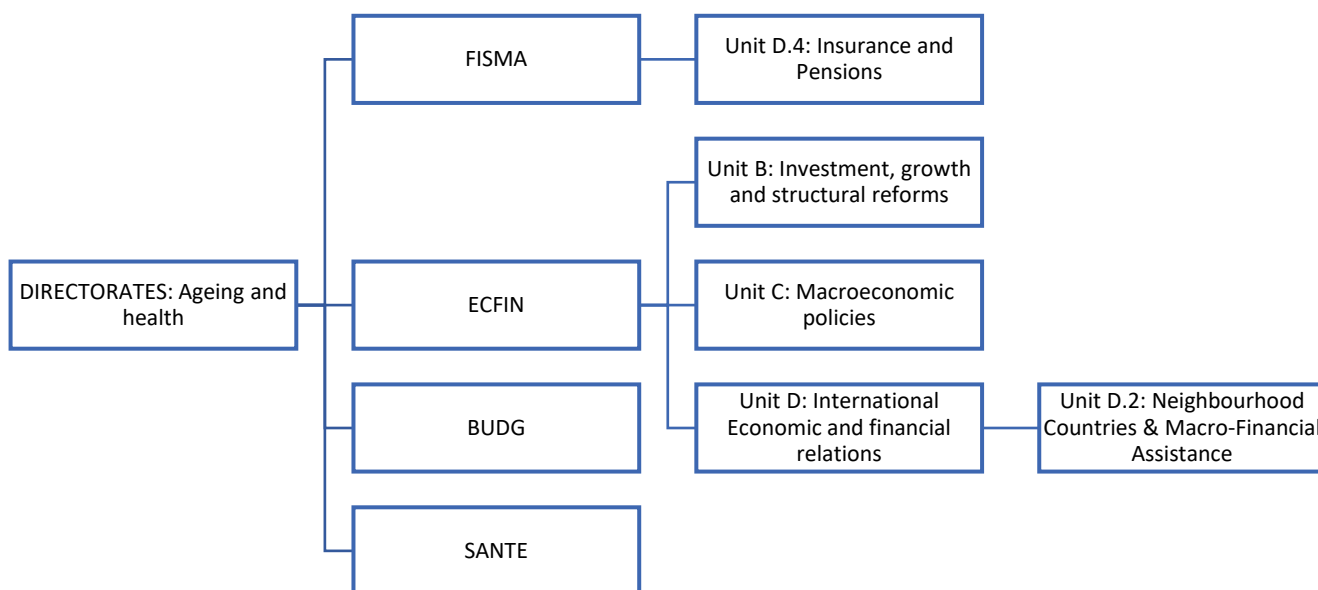 FISMA
Unit D.4: Insurance and
Pensions
Unit B: Investment, growth
and structural reforms
DIRECTORATES: Ageing and
health
ECFIN
Unit C: Macroeconomic
policies
BUDG
Unit D: International
Economic and financial
relations
Unit D.2: Neighbourhood
Countries & Macro-Financial
Assistance
SANTE